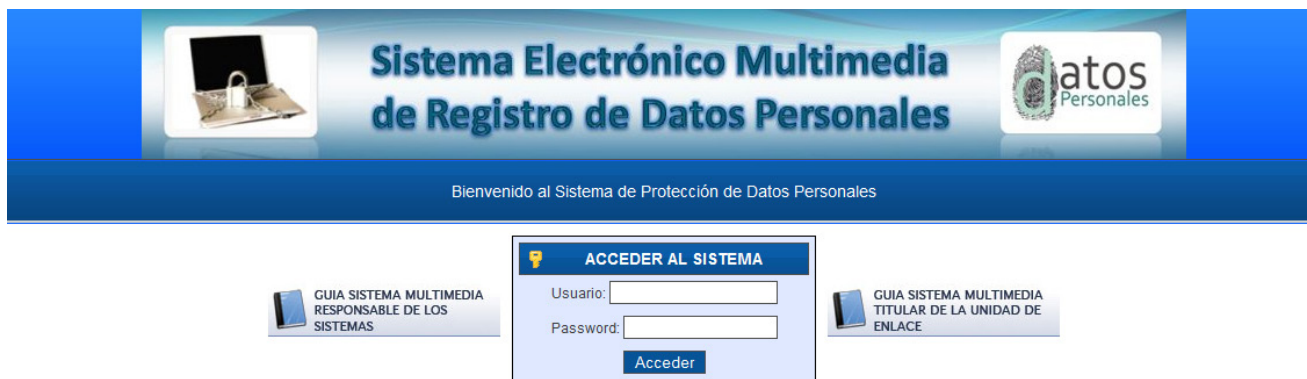 Sistema Electrónico Multimedia
de Registro de Datos Personales
datos
Personales
Bienvenido al Sistema de Protección de Datos Personales
GUIA SISTEMA MULTIMEDIA
RESPONSABLE DE LOS
SISTEMAS
ACCEDER AL SISTEMA
Usuario:
Password:
Acceder
GUIA SISTEMA MULTIMEDIA
TITULAR DE LA UNIDAD DE
ENLACE